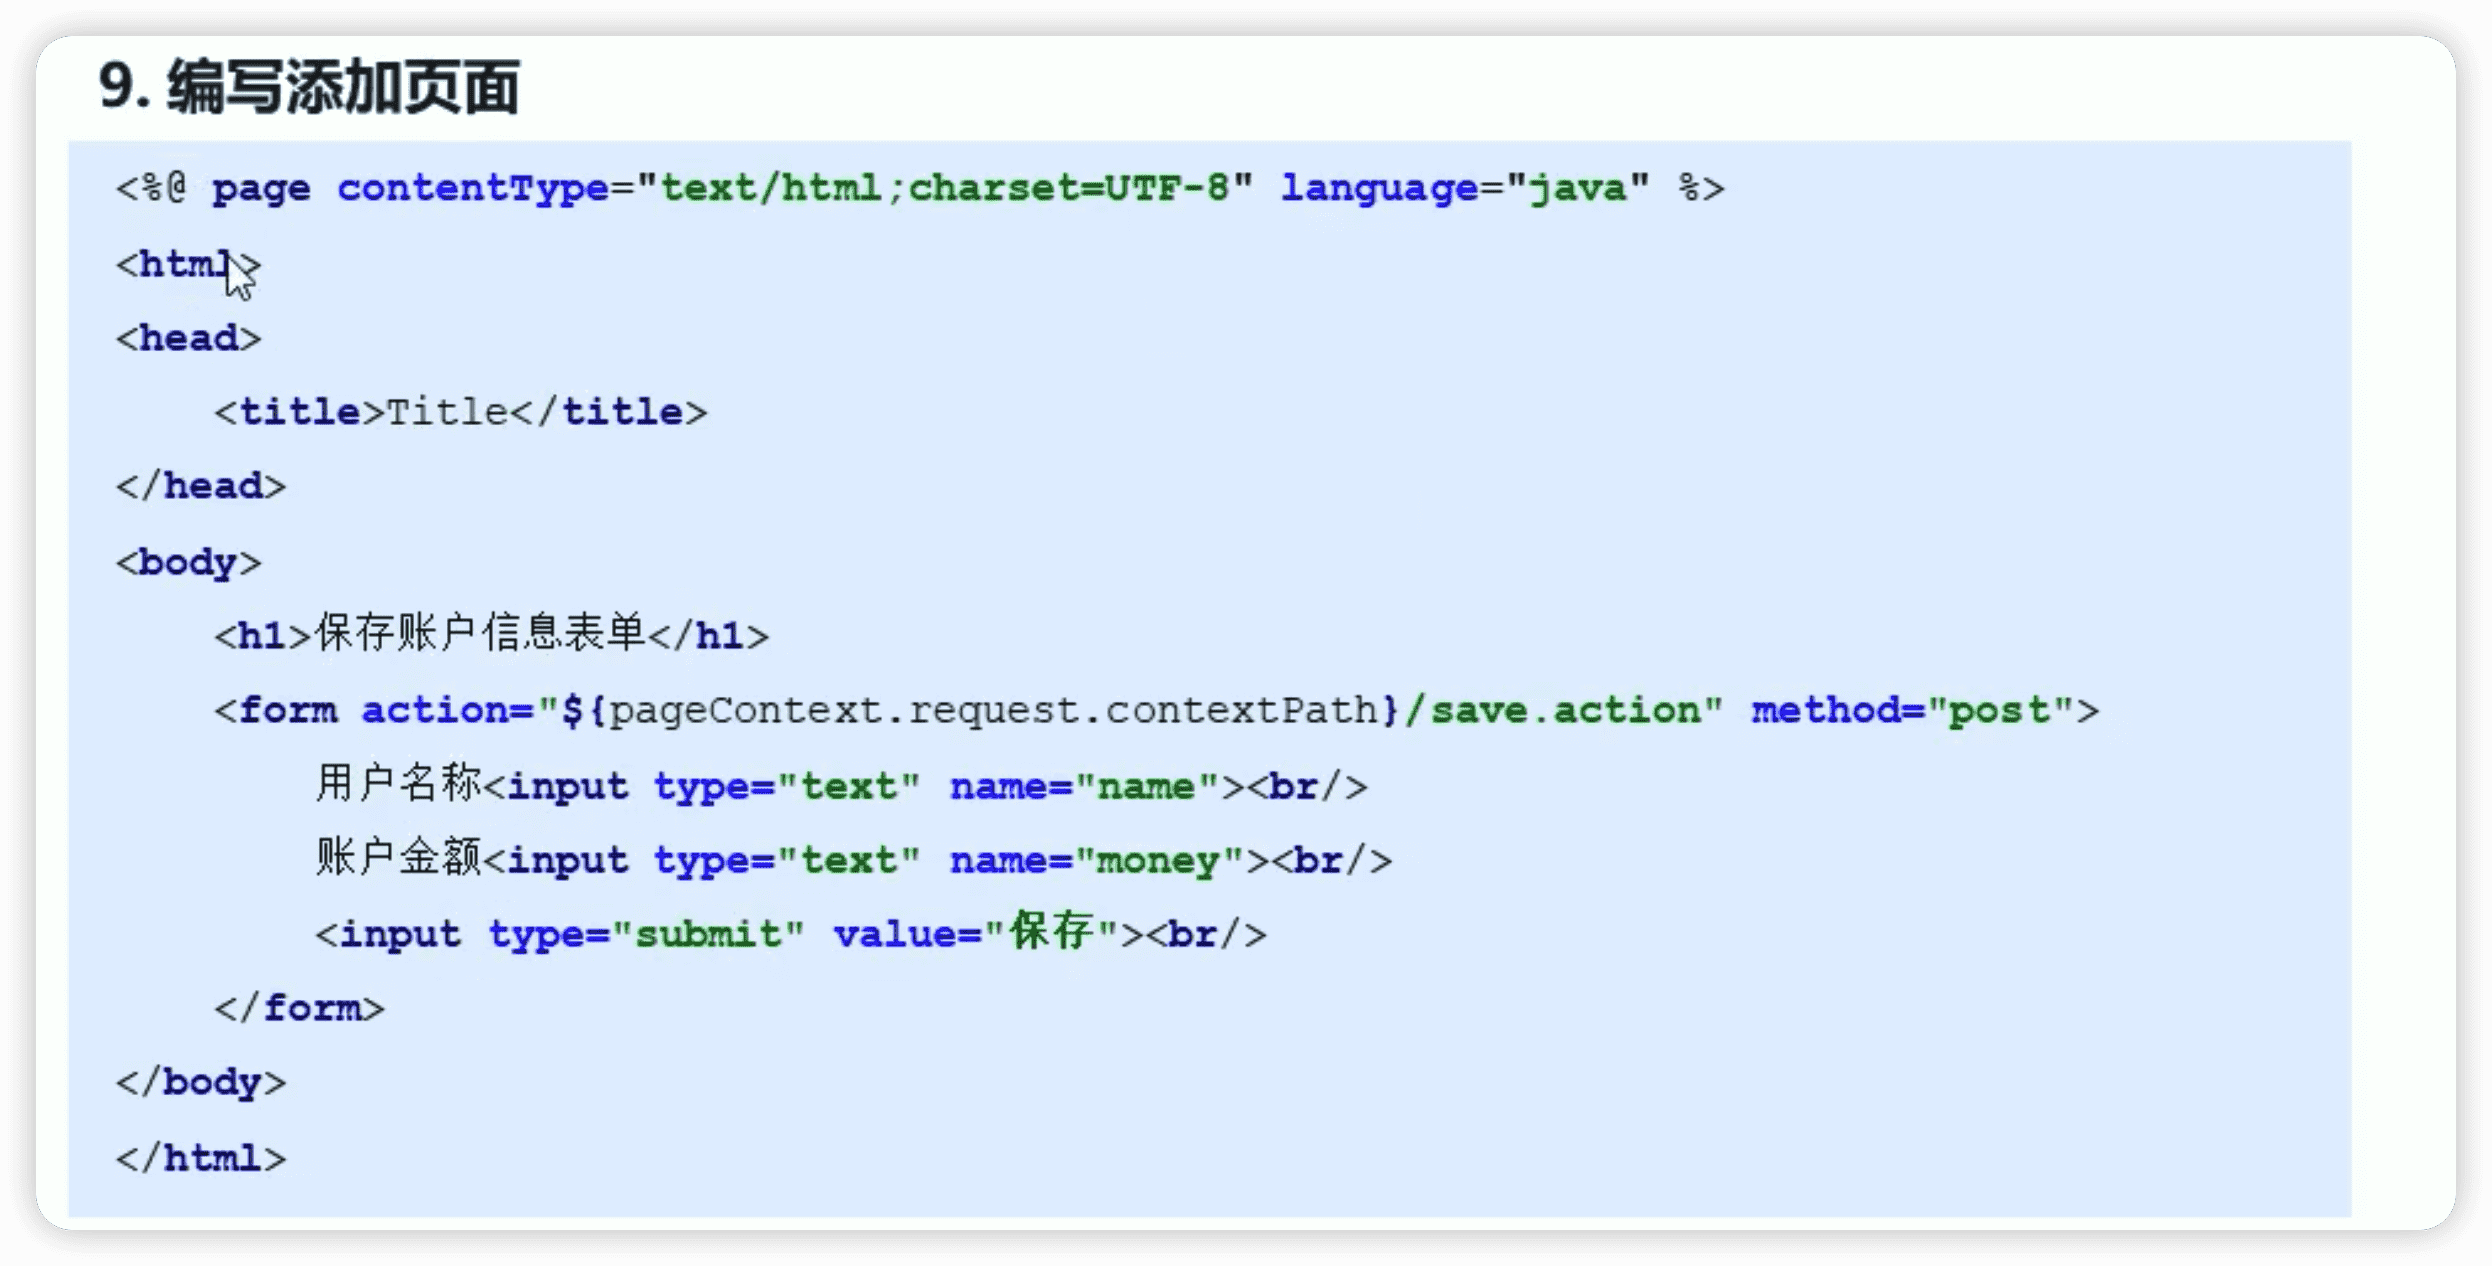 9. 编写添加页面
<%@ page contentType="text/html;charset=UTF-8" language="java" %>
<html>
<head>
    <title>Title</title>
</head>
<body>
    <h1>保存账户信息表单</h1>
    <form action="${pageContext.request.contextPath}/save.action" method="post">
        用户名称<input type="text" name="name"><br/>
        账户金额<input type="text" name="money"><br/>
        <input type="submit" value="保存"><br/>
    </form>
</body>
</html>